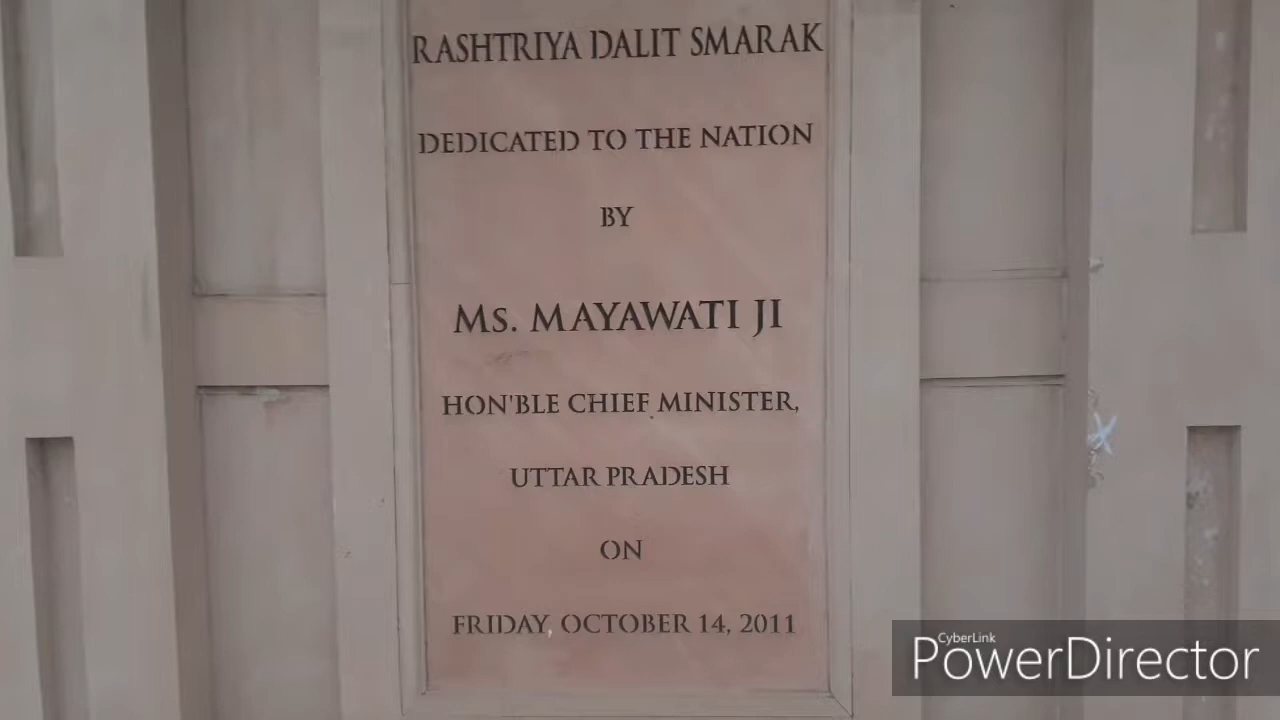 RASHTRIYA DALIT SMARAK
DEDICATED TO THE NATION
BY
Ms. MAYAWATI JI
HON'BLE CHIEF MINISTER,
UTTAR PRADESH
ON
FRIDAY, OCTOBER 14, 2011
CyberLink
PowerDirector